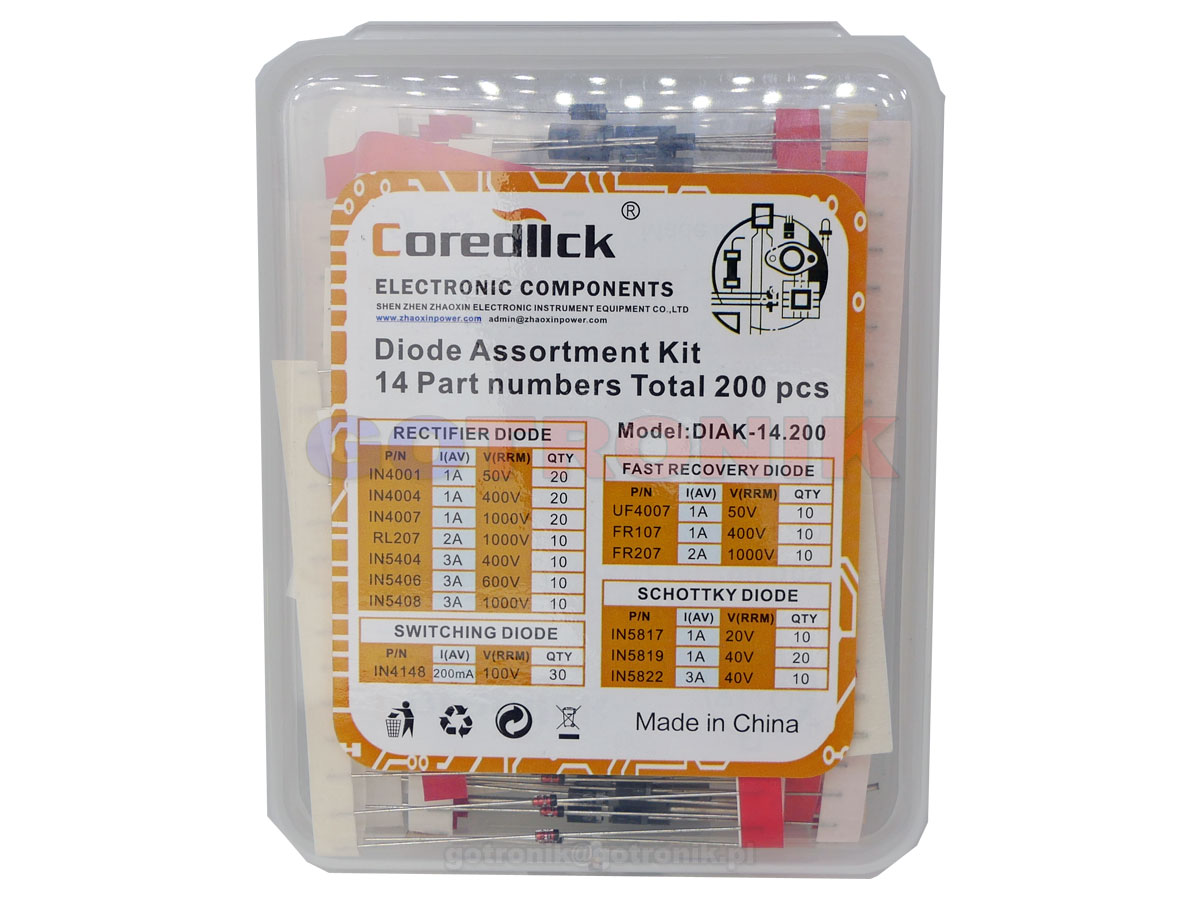 Coredlick ®
ELECTRONIC COMPONENTS
SHEN ZHEN ZHAOXIN ELECTRONIC INSTRUMENT EQUIPMENT CO.,LTD
www.zhaoxinpower.com admin@zhaoxinpower.com
Diode Assortment Kit
14 Part numbers Total 200 pcs
GOTRONIK
RECTIFIER DIODE
P/N I(AV) V(RRM) QTY
IN4001 1A 50V 20
IN4004 1A 400V 20
IN4007 1A 1000V 20
RL207 2A 1000V 10
IN5404 3A 400V 10
IN5406 3A 600V 10
IN5408 3A 1000V 10
SWITCHING DIODE
P/N I(AV) V(RRM) QTY
IN4148 200mA 100V 30
Model:DIAK-14.200
FAST RECOVERY DIODE
P/N I(AV) V(RRM) QTY
UF4007 1A 50V 10
FR107 1A 400V 10
FR207 2A 1000V 10
SCHOTTKY DIODE
P/N I(AV) V(RRM) QTY
IN5817 1A 20V 10
IN5819 1A 40V 20
IN5822 3A 40V 10
Made in China
gotronik@gotronik.pl